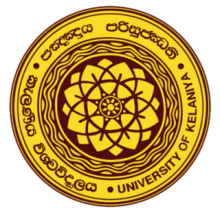 පඤ්ඤාය පරිසුජ්ඣති
කැලණිය විශ්වවිද්‍යාලය
UNIVERSITY OF KELANIYA